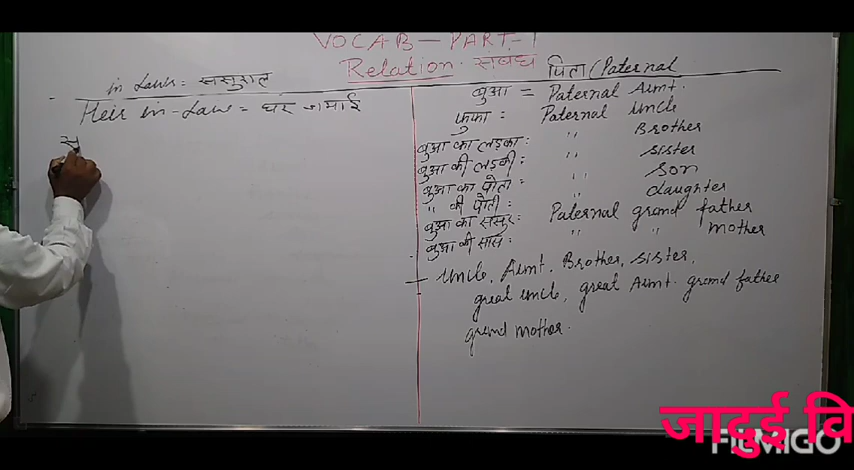 VOCAB - PART-1
Relation. संबंध
पिता (Paternal
in Laws = ससुराल
Heir in-Law = घर जमाई
बुआ = Paternal Aunt.
फुफा : Paternal Uncle
बुआ का लड़का : " Brother
बुआ की लड़की : " Sister
बुआ का पोता : " Son
" की पोती : " daughter
बुआ का ससुर : Paternal grand father
बुआ की सास : " " mother
- Uncle, Aunt. Brother, sister,
great uncle, great Aunt. grand father
grand mother.
जादुई वि
FILMIGO